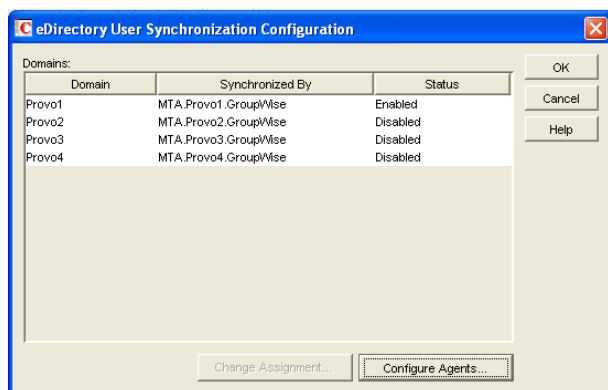 eDirectory User Synchronization Configuration
Domains:
Domain Synchronized By Status
Provo1 MTA.Provo1.GroupWise Enabled
Provo2 MTA.Provo2.GroupWise Disabled
Provo3 MTA.Provo3.GroupWise Disabled
Provo4 MTA.Provo4.GroupWise Disabled
OK
Cancel
Help
Change Assignment... Configure Agents...